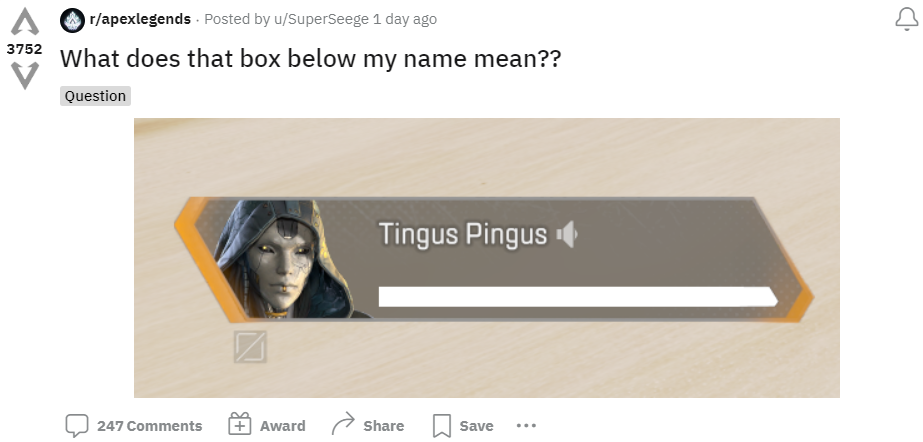 r/apexlegends · Posted by u/SuperSeege 1 day ago
3752
What does that box below my name mean??
Question
Tingus Pingus
247 Comments Award Share Save